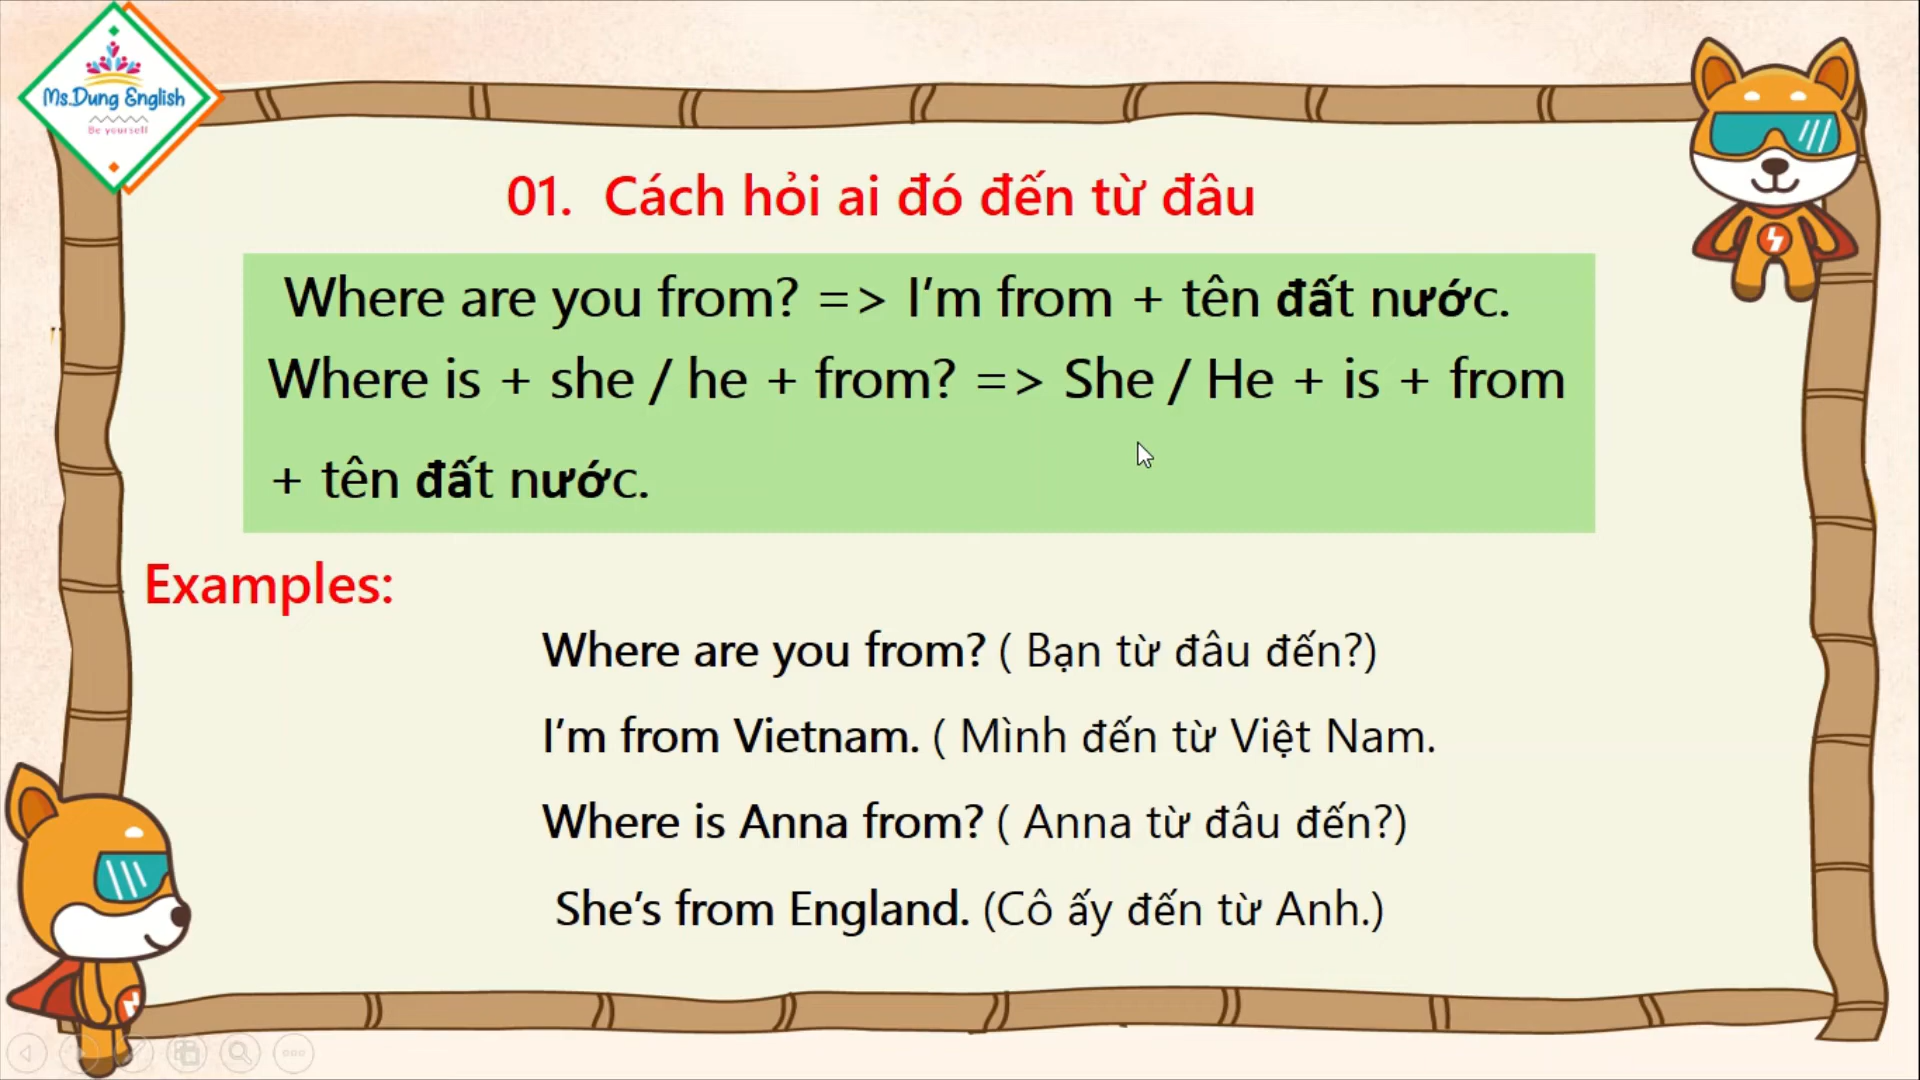 Ms.Dung English
Be yourself
01. Cách hỏi ai đó đến từ đâu
Where are you from? => I’m from + tên đất nước.
Where is + she / he + from? => She / He + is + from
+ tên đất nước.
Examples:
Where are you from? ( Bạn từ đâu đến?)
I’m from Vietnam. ( Mình đến từ Việt Nam.
Where is Anna from? ( Anna từ đâu đến?)
She’s from England. (Cô ấy đến từ Anh.)